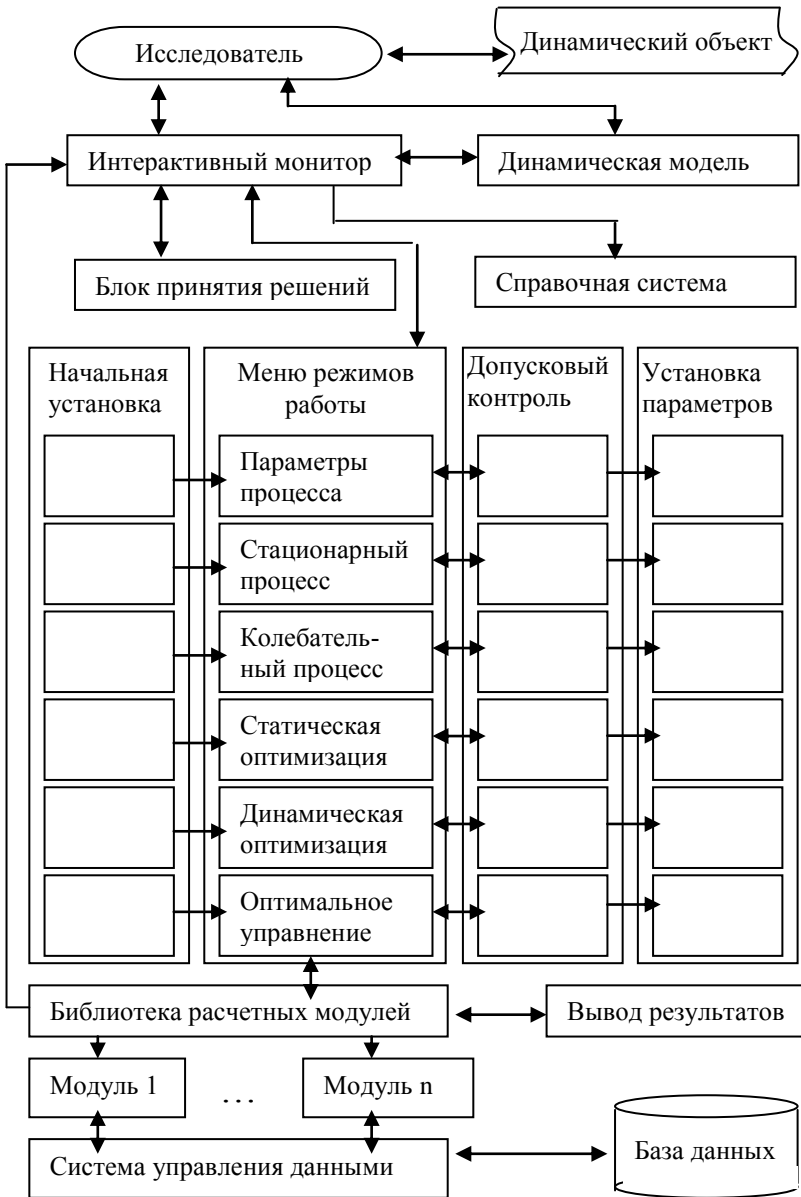 Исследователь
Динамический объект
Интерактивный монитор
Динамическая модель
Блок принятия решений
Справочная система
Начальная
установка
Меню режимов
работы
Допусковый
контроль
Установка
параметров
Параметры
процесса
Стационарный
процесс
Колебатель-
ный процесс
Статическая
оптимизация
Динамическая
оптимизация
Оптимальное
управнение
Библиотека расчетных модулей
Вывод результатов
Модуль 1
...
Модуль n
Система управления данными
База данных